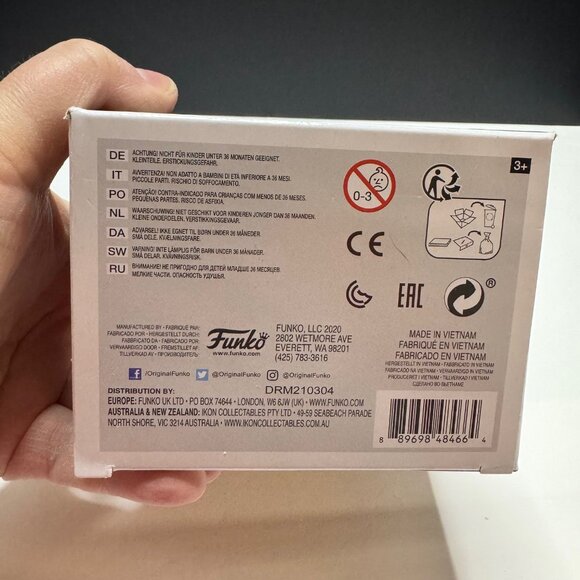 DE ACHTUNG! NICHT FÜR KINDER UNTER 36 MONATEN GEEIGNET.
KLEINTEILE. ERSTICKUNGSGEFAHR.
IT AVVERTENZA! NON ADATTO A BAMBINI DI ETÀ INFERIORE A 36 MESI.
PICCOLE PARTI. RISCHIO DI SOFFOCAMENTO.
PO ATENÇÃO! CONTRA-INDICADO PARA CRIANÇAS COM MENOS DE 36 MESES.
PEQUENAS PARTES. RISCO DE ASFIXIA.
NL WAARSCHUWING! NIET GESCHIKT VOOR KINDEREN JONGER DAN 36 MAANDEN.
KLEINE ONDERDELEN. VERSTIKKINGSGEVAAR.
DA ADVARSEL! IKKE EGNET TIL BØRN UNDER 36 MÅNEDER.
SMÅ DELE. KVÆLNINGSFARE.
SW VARNING! INTE LÄMPLIG FÖR BARN UNDER 36 MÅNADER.
SMÅ DELAR. KVÄVNINGSRISK.
RU ВНИМАНИЕ! НЕ ПРИГОДНО ДЛЯ ДЕТЕЙ МЛАДШЕ 36 МЕСЯЦЕВ.
МЕЛКИЕ ЧАСТИ. ОПАСНОСТЬ УДУШЬЯ.
0-3
3+
CE
EAC
®
MANUFACTURED BY • FABRIQUÉ PAR:
FABRICADO POR • HERGESTELLT DURCH:
FABBRICATO DA • FABRICADO POR:
VERVAARDIGD DOOR • FREMSTILLET AF:
TILLVERKAD AV • ПРОИЗВОДИТЕЛЬ:
Funko
www.funko.com
FUNKO, LLC 2020
2802 WETMORE AVE
EVERETT, WA 98201
(425) 783-3616
MADE IN VIETNAM
FABRIQUÉ EN VIETNAM
FABRICADO EN VIETNAM
HERGESTELLT IN VIETNAM • FABBRICATO IN VIETNAM
FABRICADO NA VIETNAM • VERVAARDIGD IN VIETNAM
PRODUCERET I VIETNAM • TILLVERKAD I VIETNAM
СДЕЛАНО ВО ВЬЕТНАМЕ
/OriginalFunko
@OriginalFunko
@OriginalFunko
DISTRIBUTION BY:
DRM210304
EUROPE: FUNKO UK LTD • PO BOX 74644 • LONDON, W6 6JW (UK) • WWW.FUNKO.COM
AUSTRALIA & NEW ZEALAND: IKON COLLECTABLES PTY LTD • 49-59 SEABEACH PARADE
NORTH SHORE, VIC 3214 AUSTRALIA • WWW.IKONCOLLECTABLES.COM.AU
8 89698 48466 4